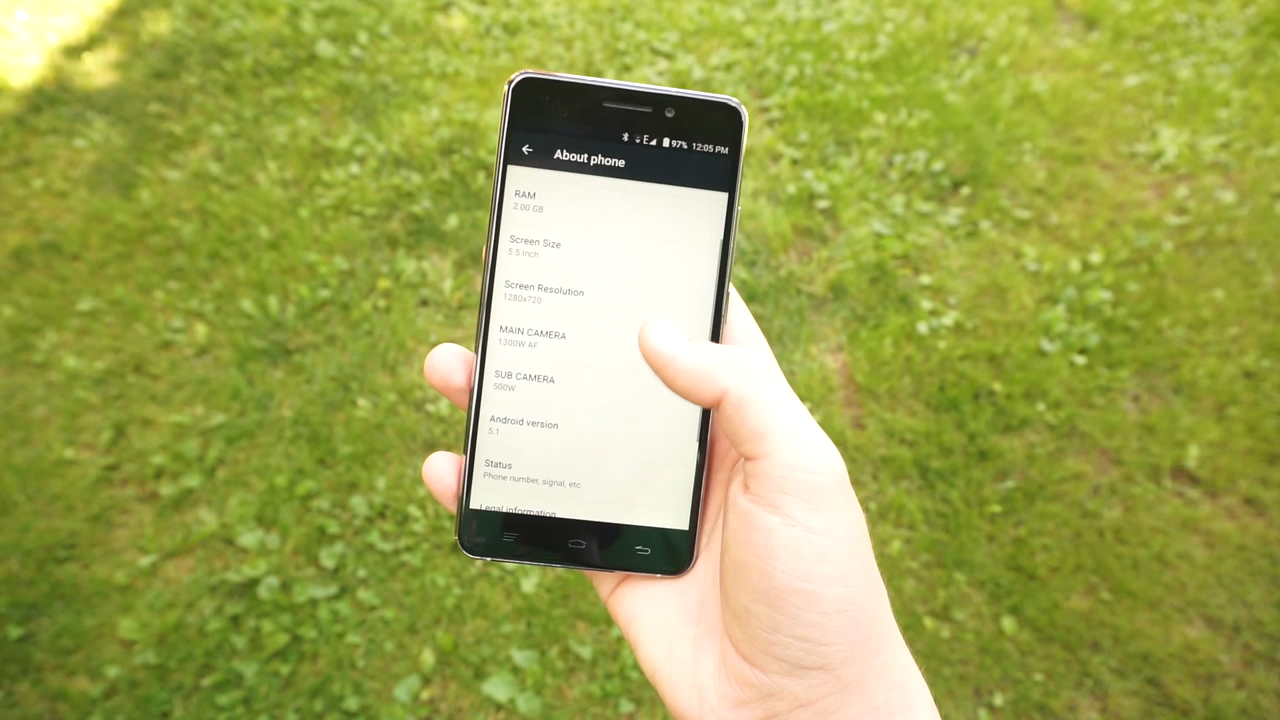 E 97% 12:05 PM
About phone
RAM
2.00 GB
Screen Size
5.5 inch
Screen Resolution
1280x720
MAIN CAMERA
1300W AF
SUB CAMERA
500W
Android version
5.1
Status
Phone number, signal, etc.
Legal information